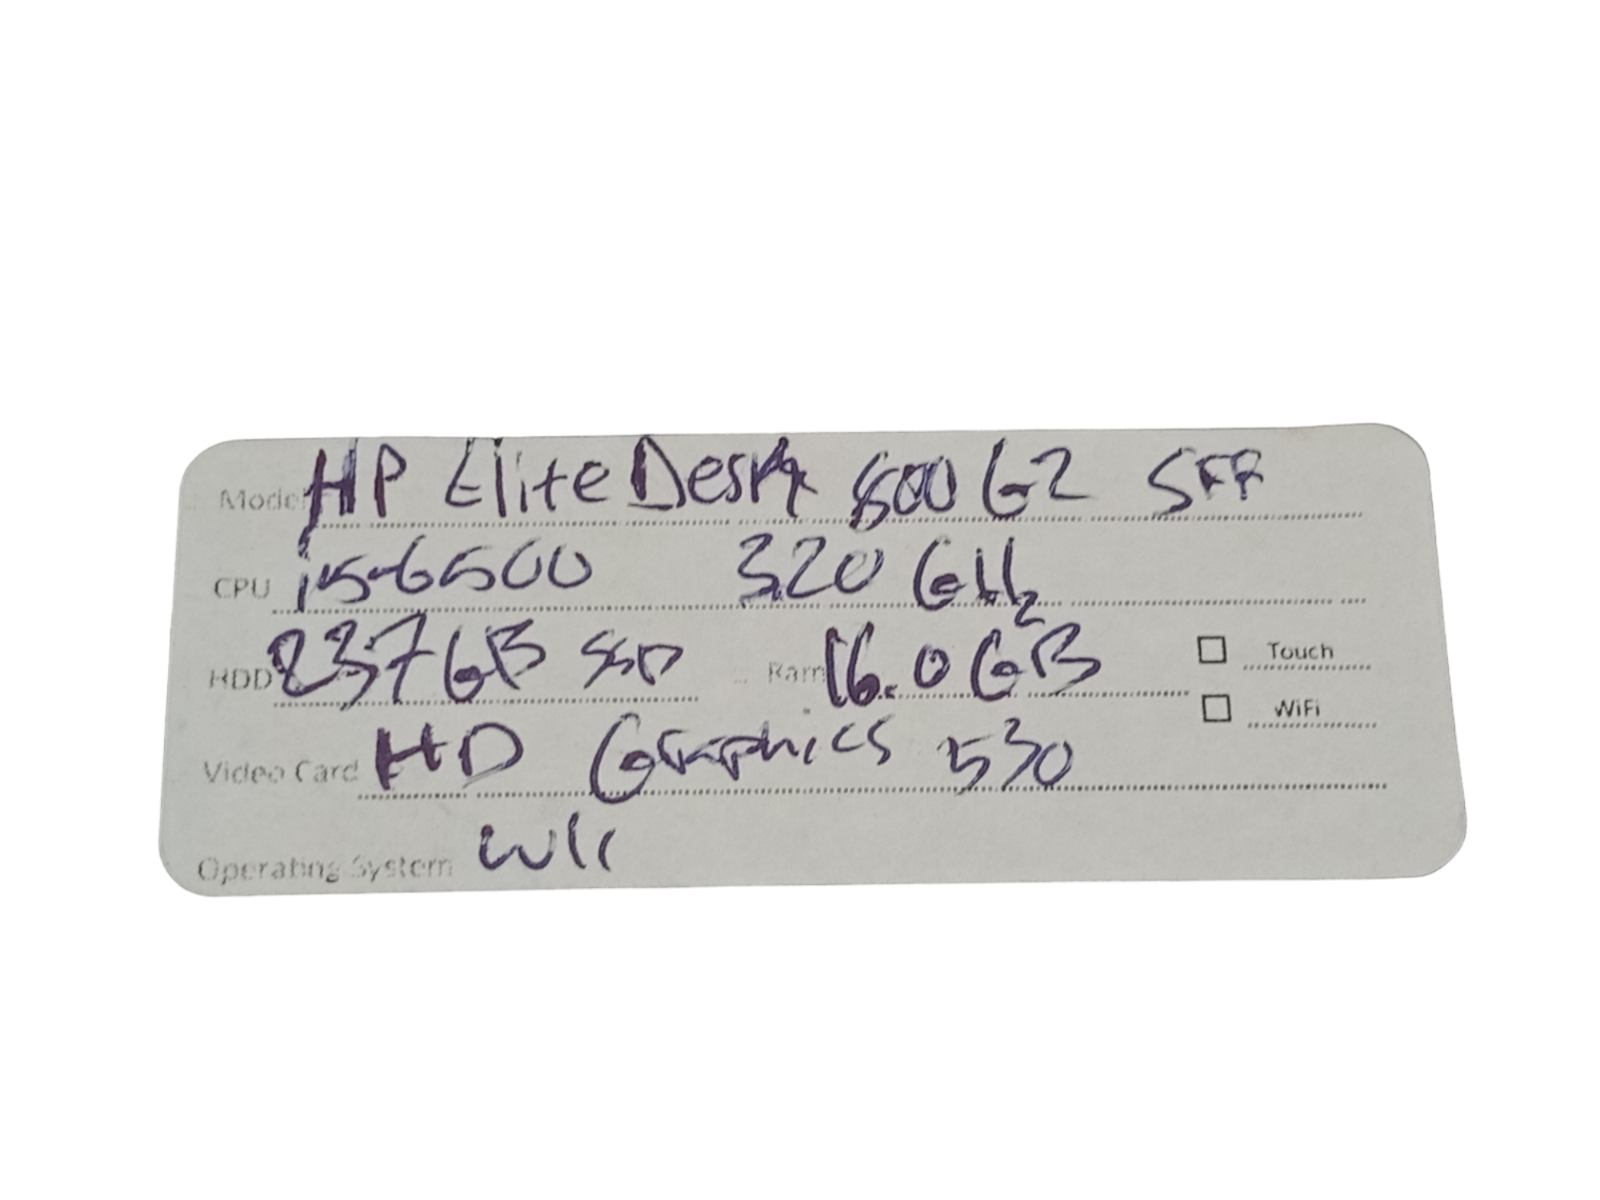 Model HP EliteDesk 800 G2 SFF
CPU i5-6500 3.20 GHz
HDD 237GB SSD Ram 16.0GB Touch
WiFi
Video Card HD Graphics 530
Operating System W11